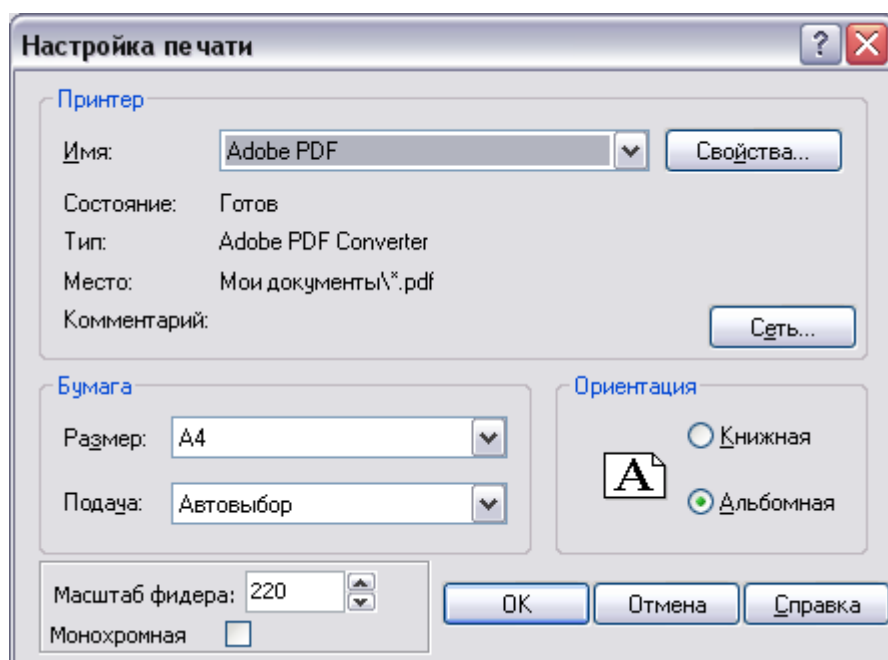 Настройка печати
Принтер
Имя: Adobe PDF Свойства...
Состояние: Готов
Тип: Adobe PDF Converter
Место: Мои документы\*.pdf
Комментарий: Сеть...
Бумага
Размер: A4
Подача: Автовыбор
Ориентация
A
Книжная
Альбомная
Масштаб фидера: 220
Монохромная
OK Отмена Справка